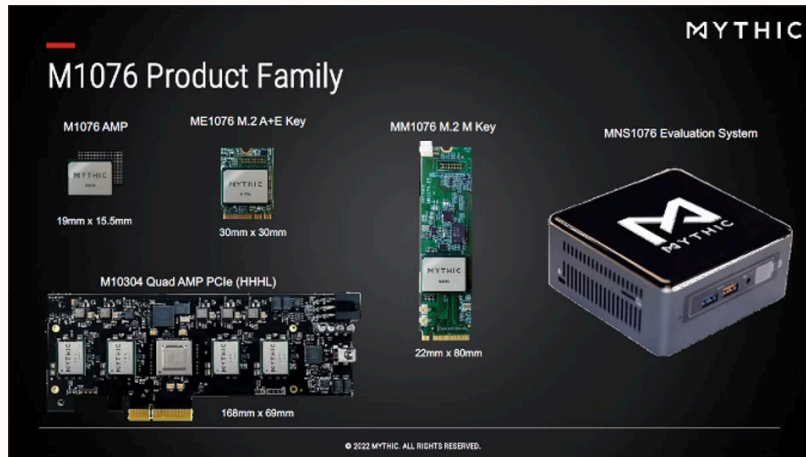 MYTHIC
M1076 Product Family
M1076 AMP
ME1076 M.2 A+E Key
MM1076 M.2 M Key
MNS1076 Evaluation System
MYTHIC
MYTHIC
MYTHIC
MYTHIC
19mm x 15.5mm
30mm x 30mm
22mm x 80mm
M10304 Quad AMP PCIe (HHHL)
168mm x 69mm
© 2022 MYTHIC. ALL RIGHTS RESERVED.